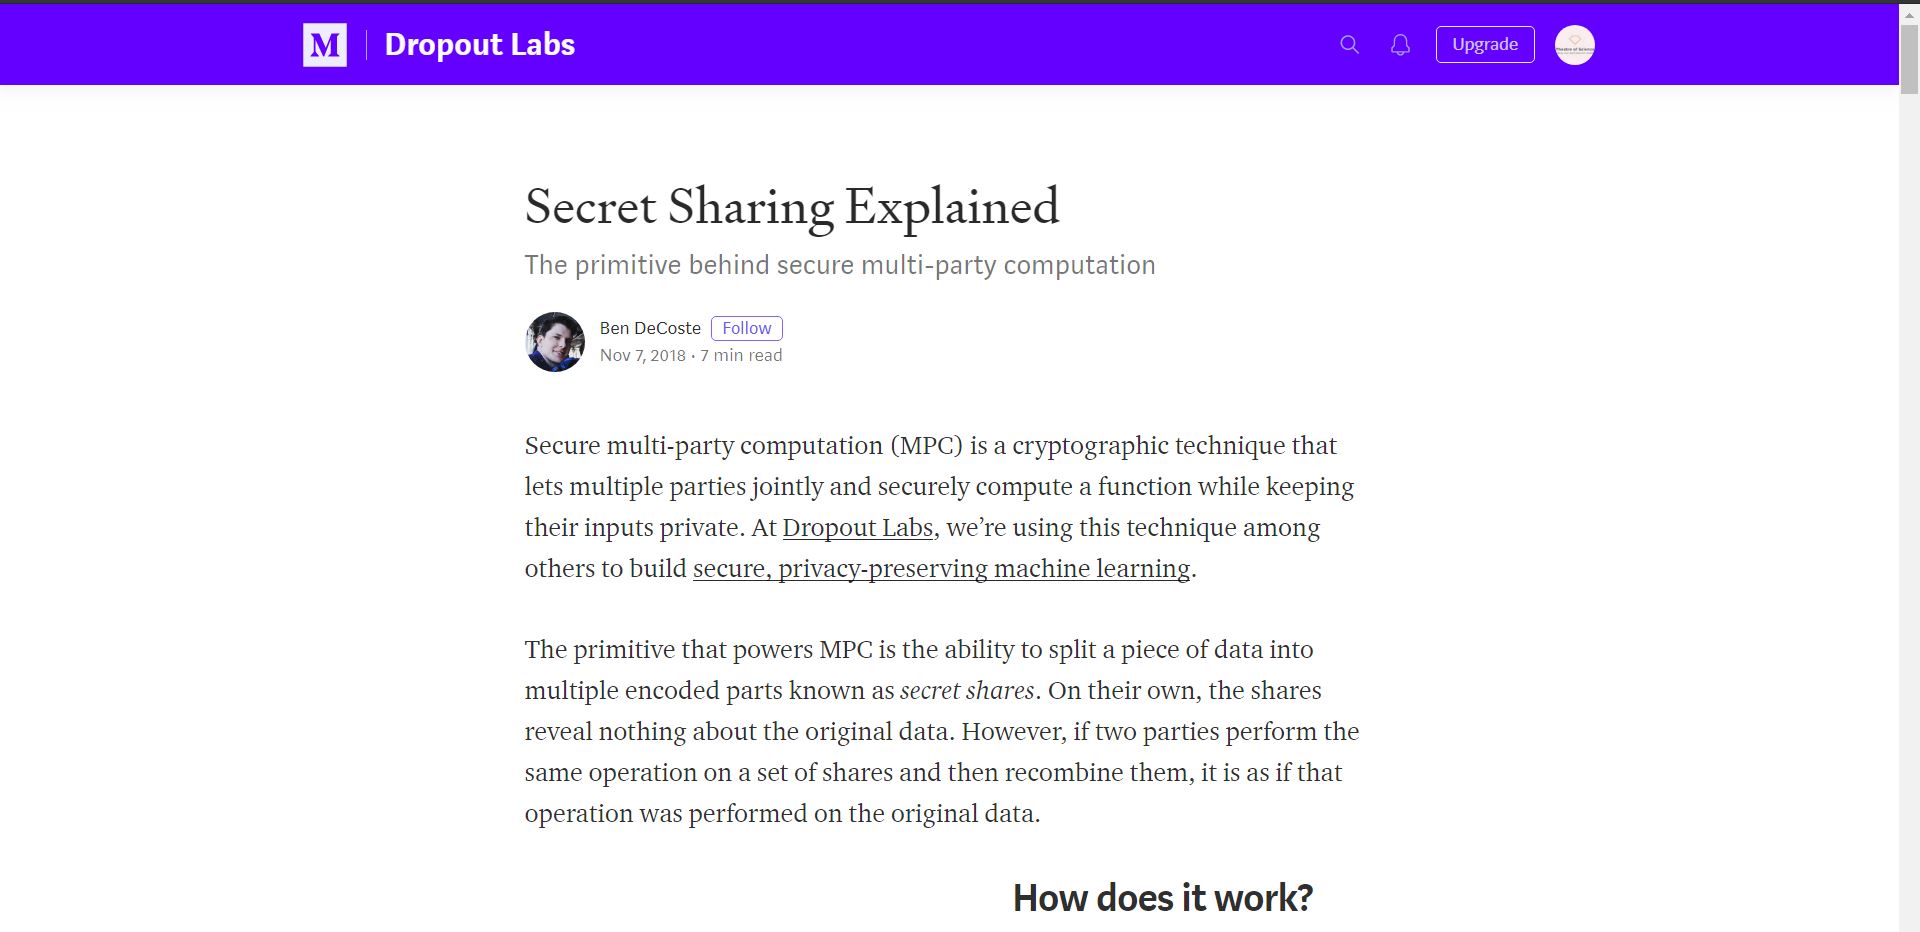 M
Dropout Labs
Upgrade
Secret Sharing Explained
The primitive behind secure multi-party computation
Ben DeCoste Follow
Nov 7, 2018 · 7 min read
Secure multi-party computation (MPC) is a cryptographic technique that
lets multiple parties jointly and securely compute a function while keeping
their inputs private. At Dropout Labs, we’re using this technique among
others to build secure, privacy-preserving machine learning.
The primitive that powers MPC is the ability to split a piece of data into
multiple encoded parts known as secret shares. On their own, the shares
reveal nothing about the original data. However, if two parties perform the
same operation on a set of shares and then recombine them, it is as if that
operation was performed on the original data.
How does it work?